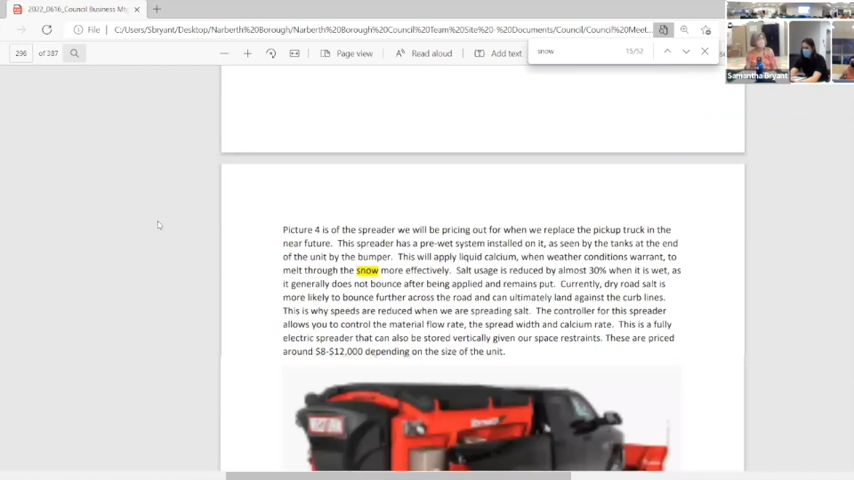 2022_0616_Council Business Me
File
C:/Users/Sbryant/Desktop/Narberth%20Borough/Narberth%20Borough%20Council%20Team%20Site%20-%20Documents/Council/Council%20Meet...
296 of 387
Page view
Read aloud
Add text
snow
15/52
Samantha Bryant
Picture 4 is of the spreader we will be pricing out for when we replace the pickup truck in the
near future. This spreader has a pre-wet system installed on it, as seen by the tanks at the end
of the unit by the bumper. This will apply liquid calcium, when weather conditions warrant, to
melt through the snow more effectively. Salt usage is reduced by almost 30% when it is wet, as
it generally does not bounce after being applied and remains put. Currently, dry road salt is
more likely to bounce further across the road and can ultimately land against the curb lines.
This is why speeds are reduced when we are spreading salt. The controller for this spreader
allows you to control the material flow rate, the spread width and calcium rate. This is a fully
electric spreader that can also be stored vertically given our space restraints. These are priced
around $8-$12,000 depending on the size of the unit.